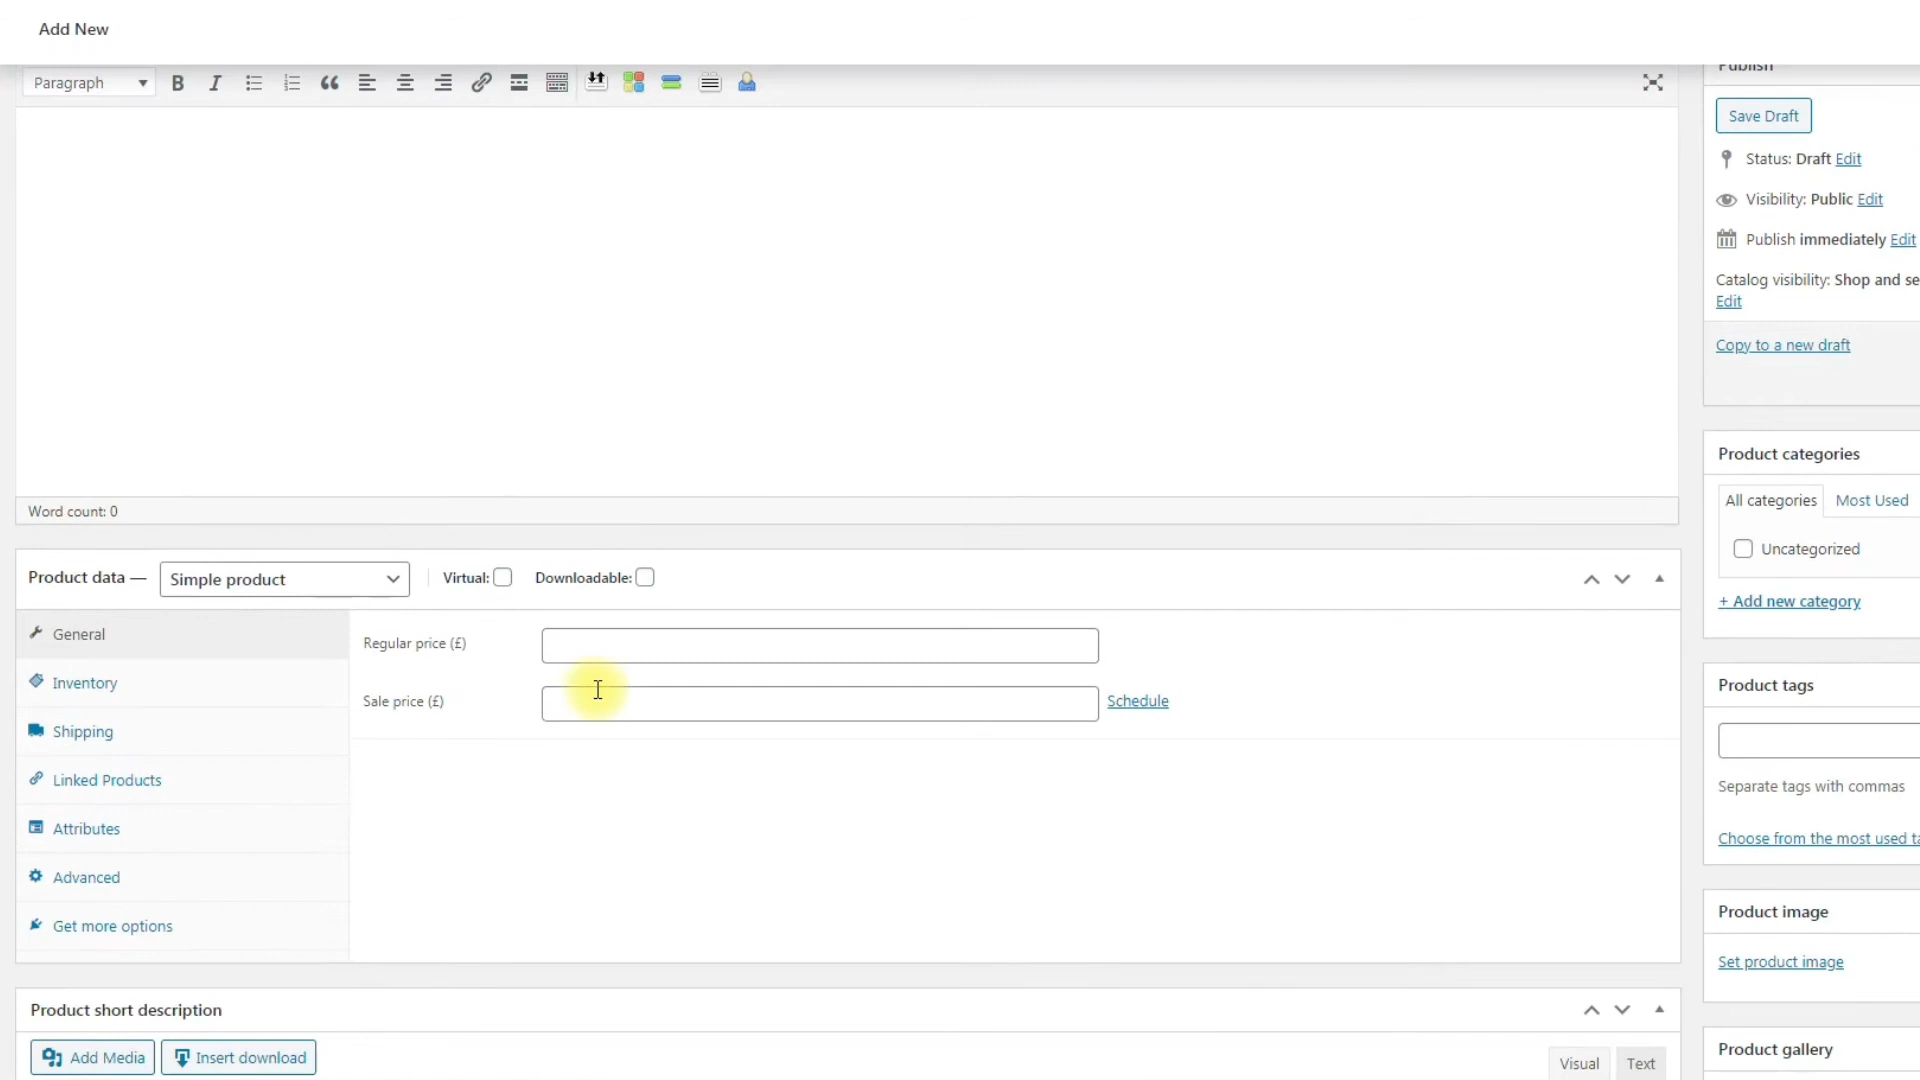 Add New
Paragraph
Publish
Save Draft
Status: Draft Edit
Visibility: Public Edit
Publish immediately Edit
Catalog visibility: Shop and se
Edit
Copy to a new draft
Word count: 0
Product categories
All categories Most Used
Uncategorized
+ Add new category
Product data —
Simple product
Virtual:
Downloadable:
General
Inventory
Shipping
Linked Products
Attributes
Advanced
Get more options
Regular price (£)
Sale price (£)
Schedule
Product tags
Separate tags with commas
Choose from the most used ta
Product image
Set product image
Product short description
Add Media
Insert download
Visual
Text
Product gallery